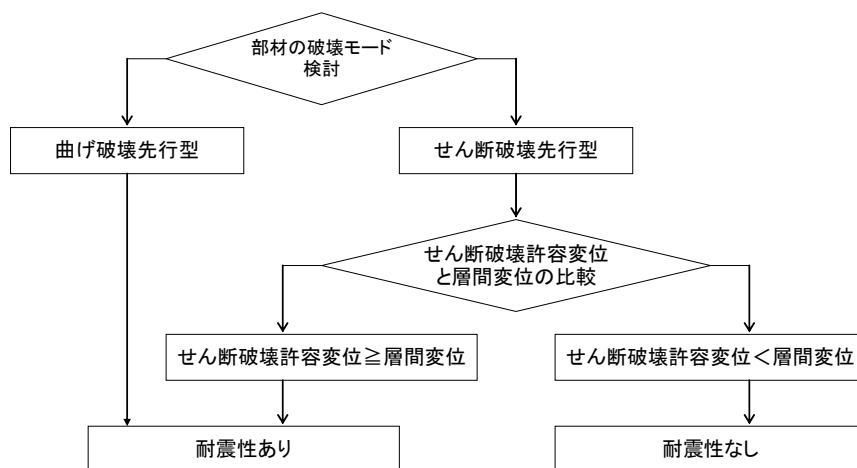 部材の破壊モード
検討
曲げ破壊先行型
せん断破壊先行型
せん断破壊許容変位
と層間変位の比較
せん断破壊許容変位≧層間変位
せん断破壊許容変位＜層間変位
耐震性あり
耐震性なし